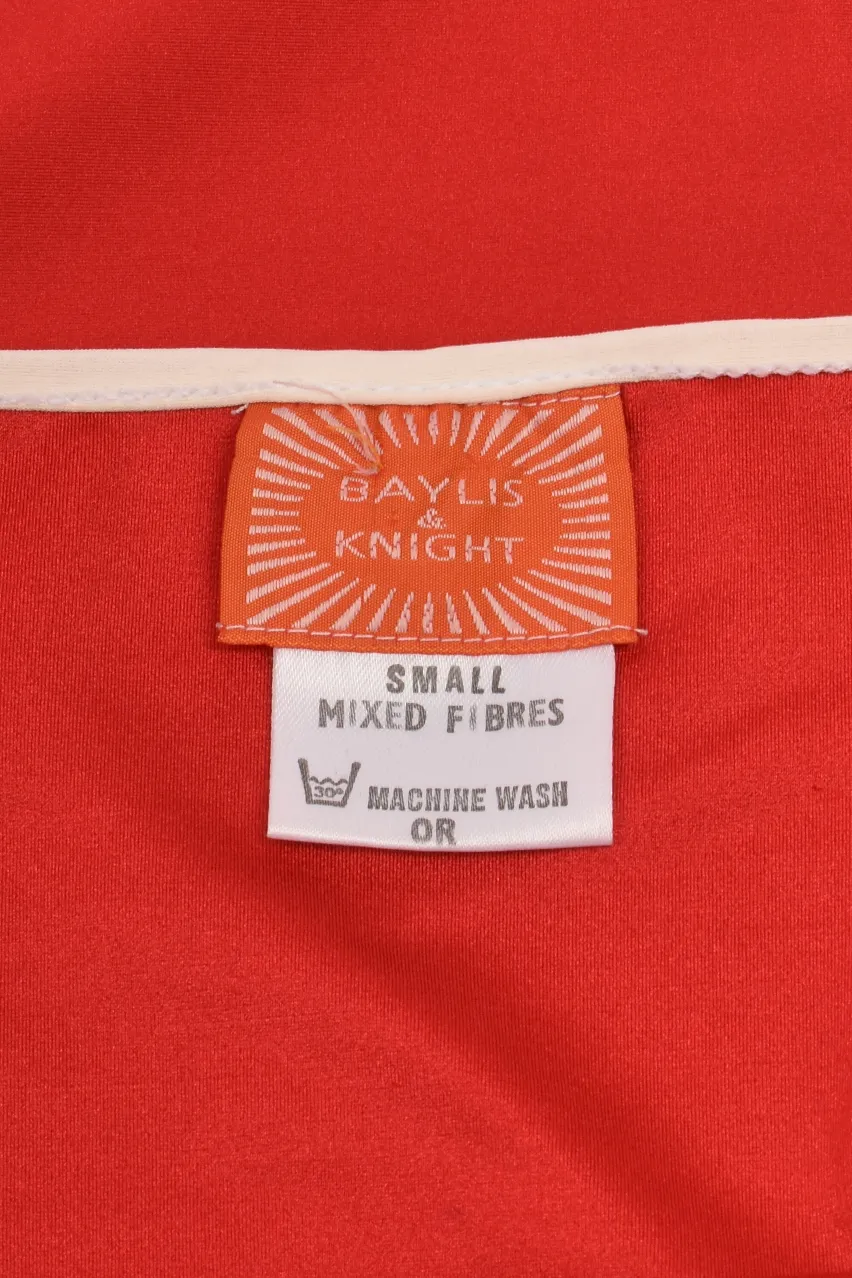 BAYLIS
&
KNIGHT
SMALL
MIXED FIBRES
30°
MACHINE WASH
OR